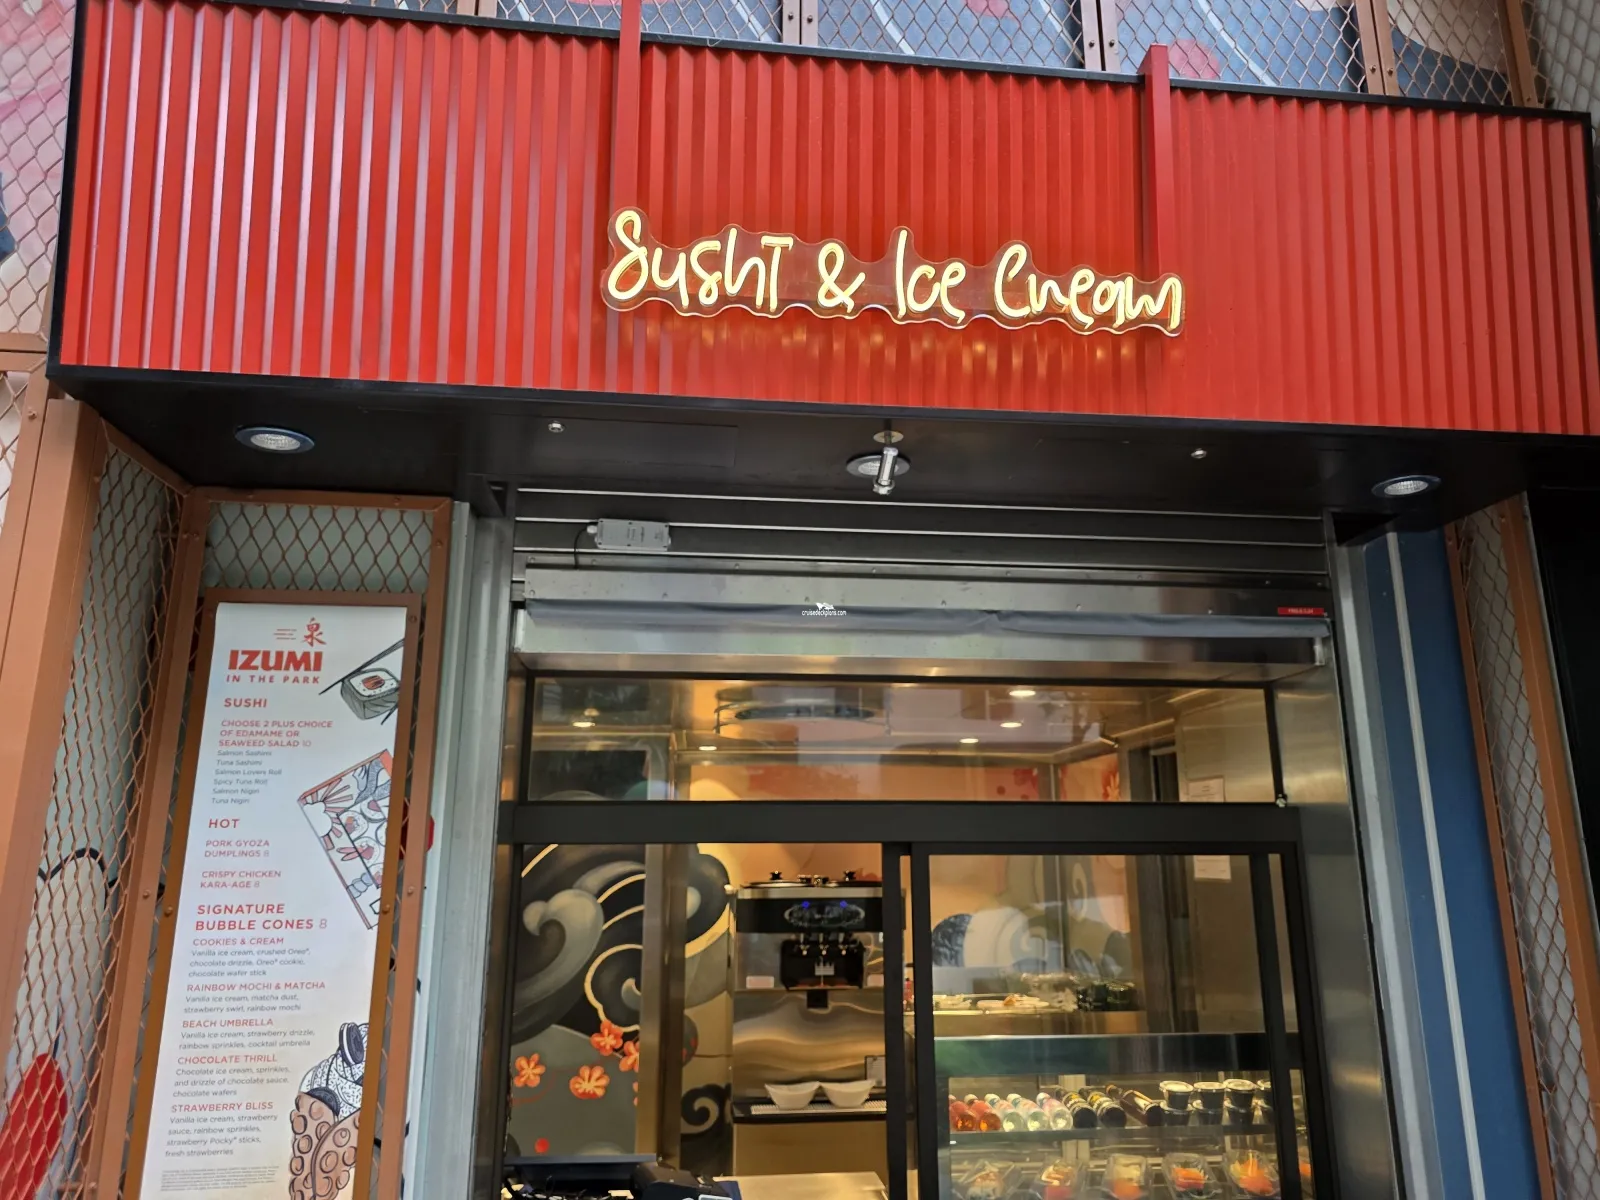 Sushi & Ice Cream
cruisedeckplans.com
泉
IZUMI
IN THE PARK
SUSHI
CHOOSE 2 PLUS CHOICE
OF EDAMAME OR
SEAWEED SALAD 10
Salmon Sashimi
Tuna Sashimi
Salmon Lovers Roll
Spicy Tuna Roll
Salmon Nigiri
Tuna Nigiri
HOT
PORK GYOZA
DUMPLINGS 8
CRISPY CHICKEN
KARA-AGE 8
SIGNATURE
BUBBLE CONES 8
COOKIES & CREAM
Vanilla ice cream, crushed Oreo®,
chocolate drizzle, Oreo® cookie,
chocolate wafer stick
RAINBOW MOCHI & MATCHA
Vanilla ice cream, matcha dust,
strawberry swirl, rainbow mochi
BEACH UMBRELLA
Vanilla ice cream, strawberry drizzle,
rainbow sprinkles, cocktail umbrella
CHOCOLATE THRILL
Chocolate ice cream, sprinkles,
and drizzle of chocolate sauce,
chocolate wafers
STRAWBERRY BLISS
Vanilla ice cream, strawberry
sauce, rainbow sprinkles,
strawberry Pocky® sticks,
fresh strawberries